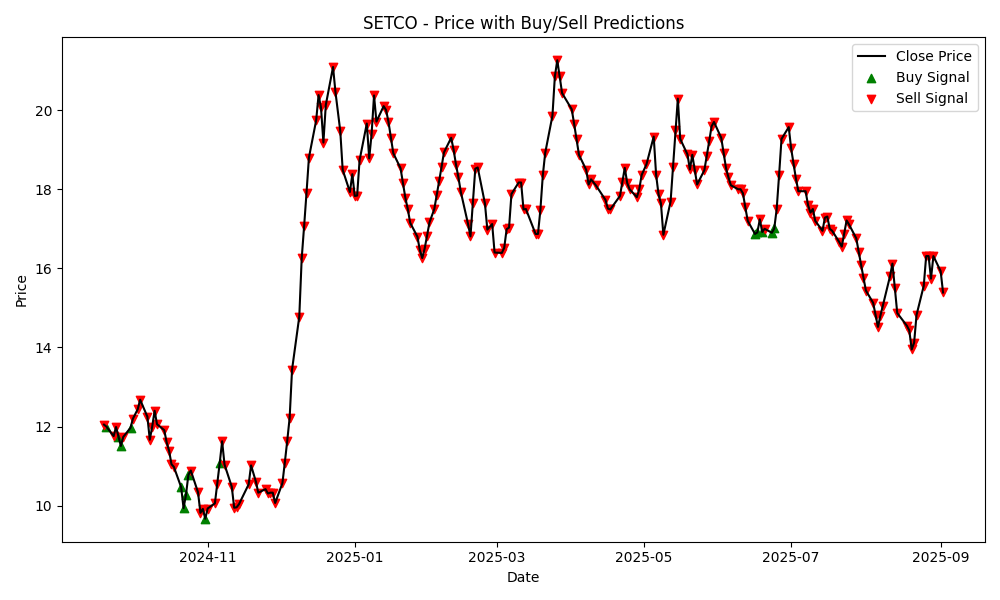 SETCO - Price with Buy/Sell Predictions
Close Price
Buy Signal
Sell Signal
Price
20
18
16
14
12
10
2024-11
2025-01
2025-03
2025-05
2025-07
2025-09
Date